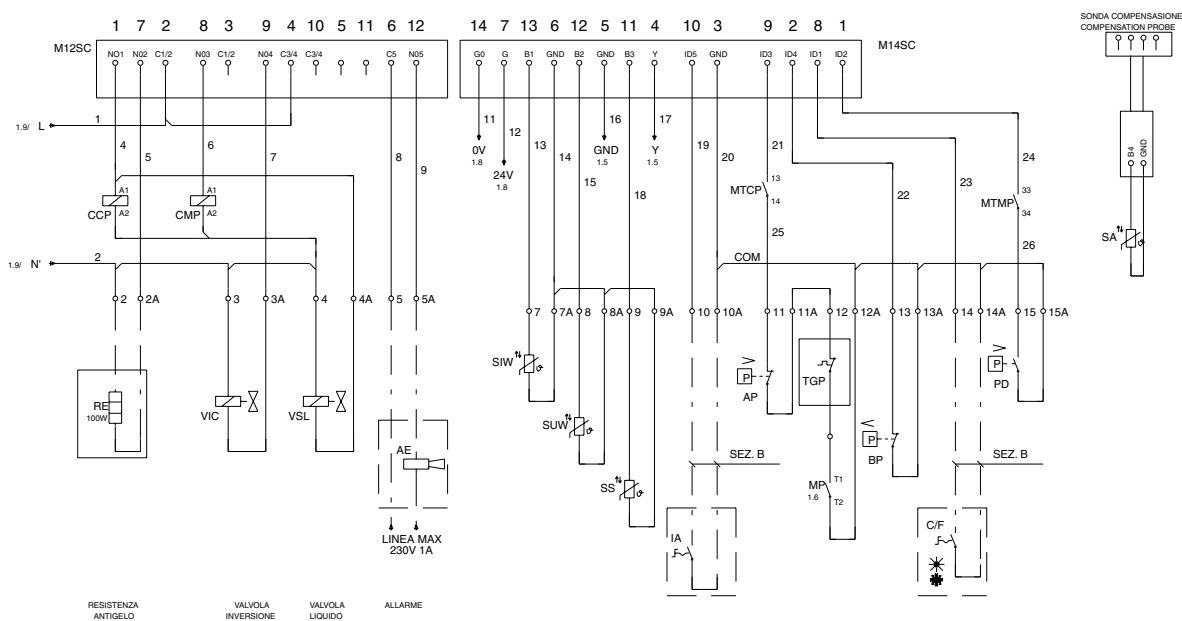 1 7 2 8 3 9 4 10 5 11 6 12
14 7 13 6 12 5 11 4 10 3 9 2 8 1
SONDA COMPENSASIONE
COMPENSATION PROBE
M12SC
M14SC
NO1 N02 C1/2 N03 C1/2 N04 C3/4 C3/4 C5 N05
G0 G B1 GND B2 GND B3 Y ID5 GND ID3 ID4 ID1 ID2
1.9/ L
1
4 5 6 7 8 9
11 12 13 14 15 16 17 18 19 20 21 22 23 24
0V
1.8
24V
1.8
GND
1.5
Y
1.5
B4
GND
A1
CCP
A2
A1
CMP
A2
13
MTCP
14
25
33
MTMP
34
26
SA
1.9/ N'
2
COM
2 2A 3 3A 4 4A 5 5A
7 7A 8 8A 9 9A 10 10A 11 11A 12 12A 13 13A 14 14A 15 15A
SIW
P
AP
TGP
P
PD
RE
100W
VIC
VSL
SUW
AE
P
BP
SEZ. B
SEZ. B
SS
MP
1.6
T1
T2
LINEA MAX
230V 1A
IA
C/F
RESISTENZA
ANTIGELO
VALVOLA
INVERSIONE
VALVOLA
LIQUIDO
ALLARME